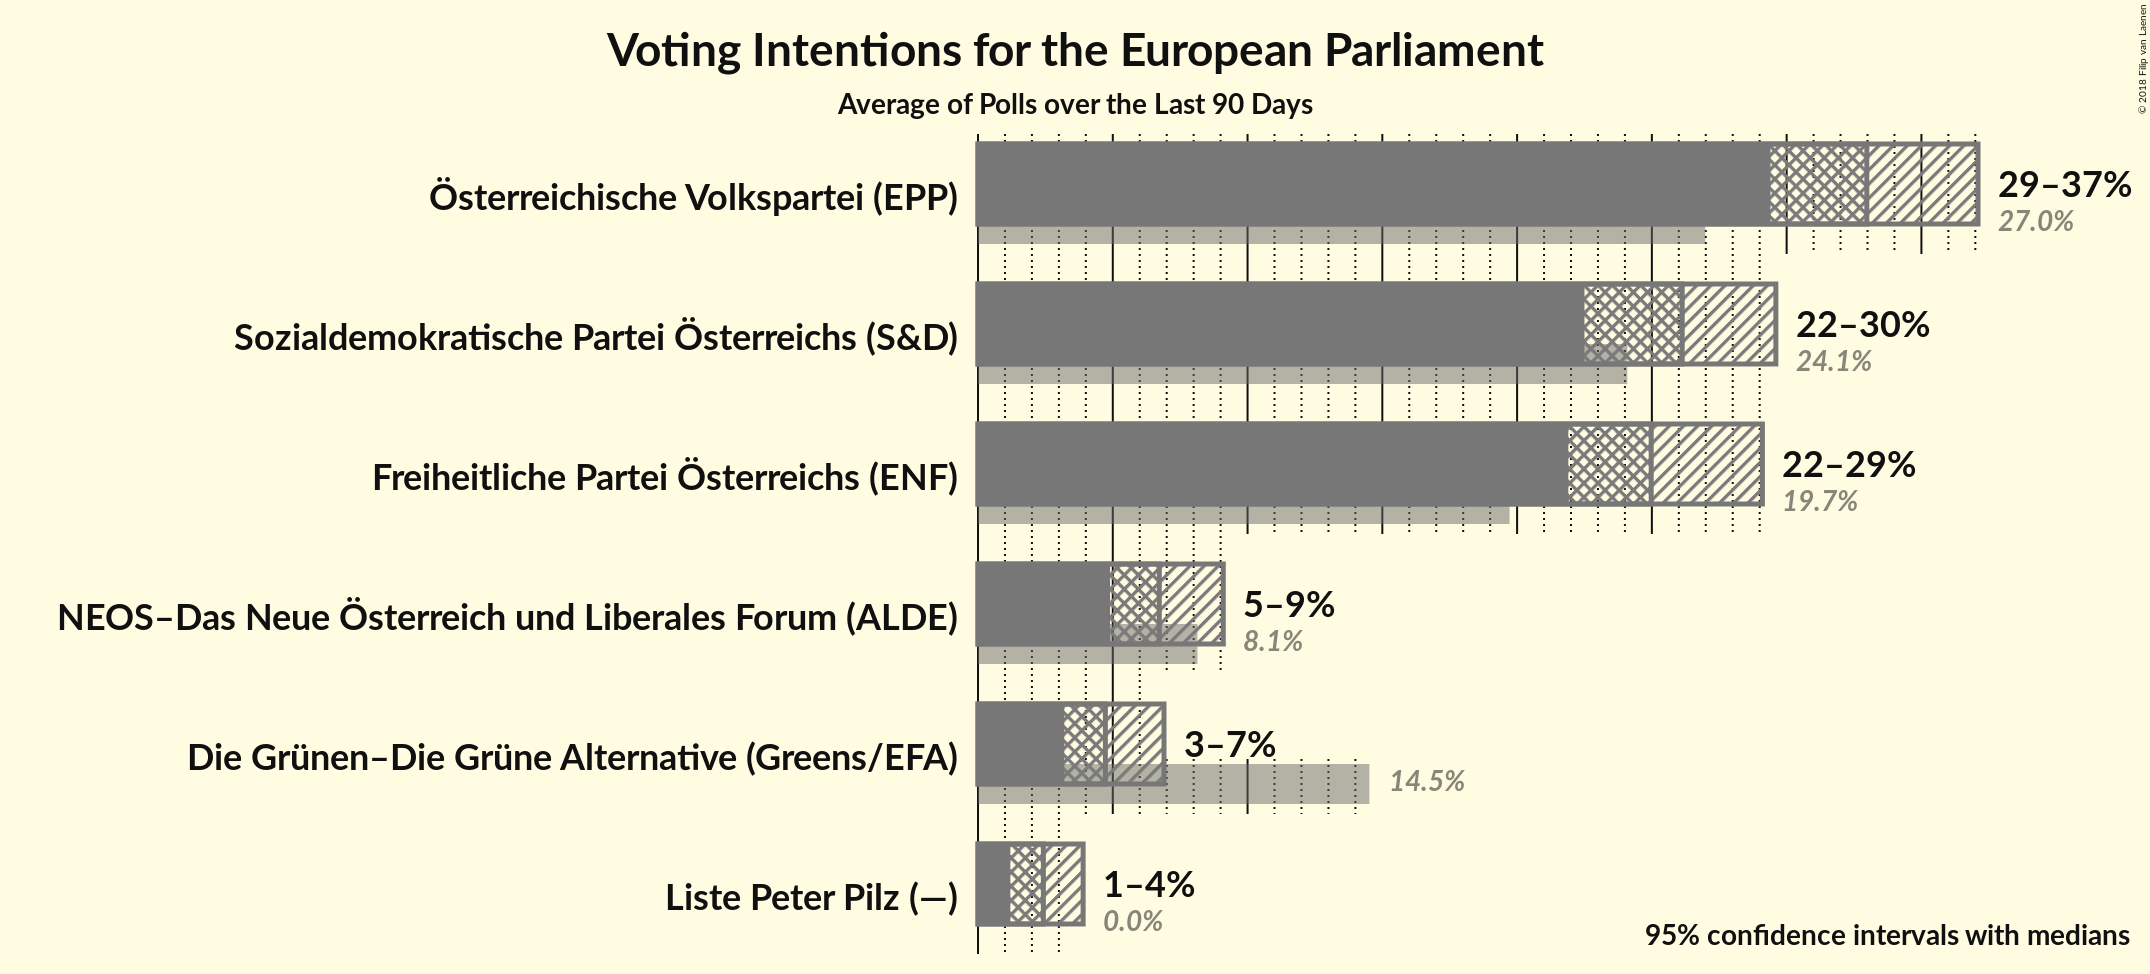 Voting Intentions for the European Parliament
Average of Polls over the Last 90 Days
© 2018 Filip van Laenen
Österreichische Volkspartei (EPP)
29–37%
27.0%
Sozialdemokratische Partei Österreichs (S&D)
22–30%
24.1%
Freiheitliche Partei Österreichs (ENF)
22–29%
19.7%
NEOS–Das Neue Österreich und Liberales Forum (ALDE)
5–9%
8.1%
Die Grünen–Die Grüne Alternative (Greens/EFA)
3–7%
14.5%
Liste Peter Pilz (—)
1–4%
0.0%
95% confidence intervals with medians